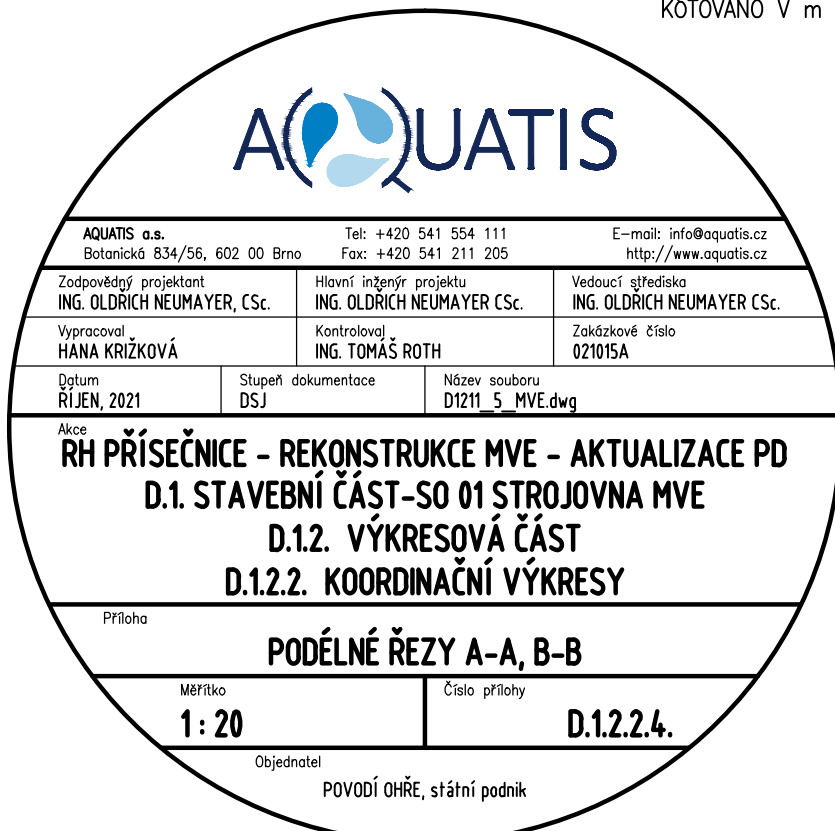 KÓTOVÁNO V m
AQUATIS
AQUATIS a.s.
Botanická 834/56, 602 00 Brno
Tel: +420 541 554 111
Fax: +420 541 211 205
E-mail: info@aquatis.cz
http://www.aquatis.cz
Zodpovědný projektant
ING. OLDŘICH NEUMAYER, CSc.
Hlavní inženýr projektu
ING. OLDŘICH NEUMAYER CSc.
Vedoucí střediska
ING. OLDŘICH NEUMAYER CSc.
Vypracoval
HANA KRIŽKOVÁ
Kontroloval
ING. TOMÁŠ ROTH
Zakázkové číslo
021015A
Datum
ŘÍJEN, 2021
Stupeň dokumentace
DSJ
Název souboru
D1211_5_MVE.dwg
Akce
RH PŘÍSEČNICE - REKONSTRUKCE MVE - AKTUALIZACE PD
D.1. STAVEBNÍ ČÁST-SO 01 STROJOVNA MVE
D.1.2. VÝKRESOVÁ ČÁST
D.1.2.2. KOORDINAČNÍ VÝKRESY
Příloha
PODÉLNÉ ŘEZY A-A, B-B
Měřítko
1 : 20
Číslo přílohy
D.1.2.2.4.
Objednatel
POVODÍ OHŘE, státní podnik